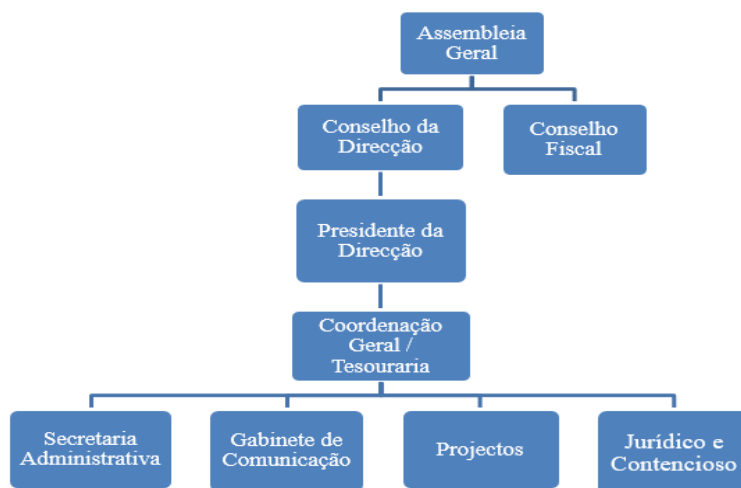 Assembleia
Geral
Conselho da
Direcção
Conselho
Fiscal
Presidente da
Direcção
Coordenação
Geral /
Tesouraria
Secretaria
Administrativa
Gabinete de
Comunicação
Projectos
Jurídico e
Contencioso